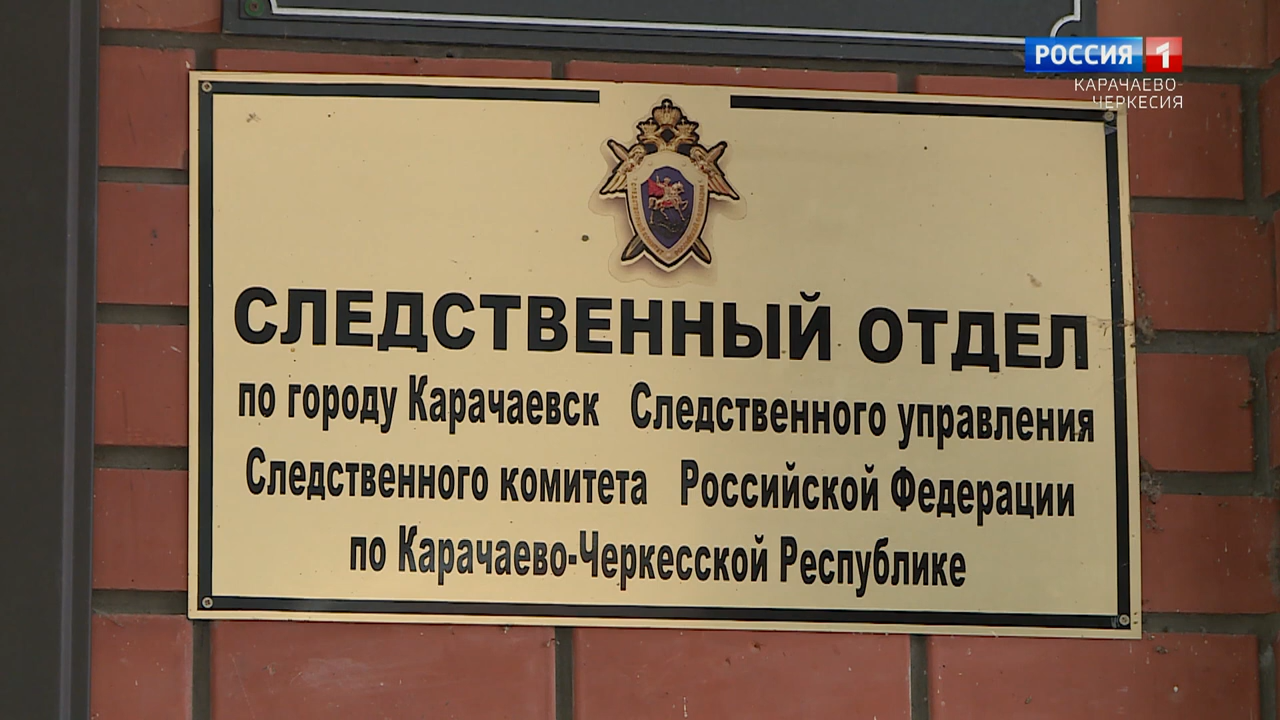 РОССИЯ 1
КАРАЧАЕВО-
ЧЕРКЕСИЯ
СЛЕДСТВЕННЫЙ ОТДЕЛ
по городу Карачаевск Следственного управления
Следственного комитета Российской Федерации
по Карачаево-Черкесской Республике